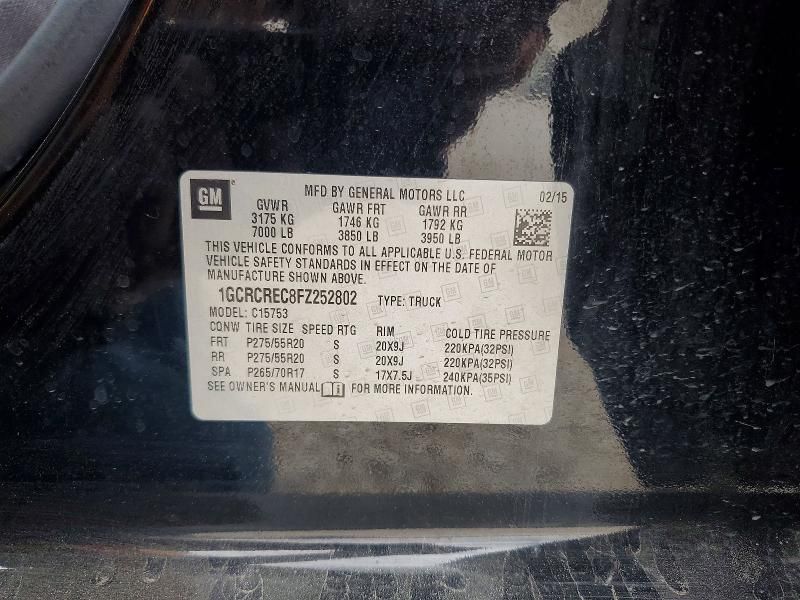 GM MFD BY GENERAL MOTORS LLC 02/15
GVWR GAWR FRT GAWR RR
3175 KG 1746 KG 1792 KG
7000 LB 3850 LB 3950 LB
THIS VEHICLE CONFORMS TO ALL APPLICABLE U.S. FEDERAL MOTOR
VEHICLE SAFETY STANDARDS IN EFFECT ON THE DATE OF
MANUFACTURE SHOWN ABOVE.
1GCRCREC8FZ252802 TYPE: TRUCK
MODEL: C15753
CQNW TIRE SIZE SPEED RTG RIM COLD TIRE PRESSURE
FRT P275/55R20 S 20X9J 220KPA(32PSI)
RR P275/55R20 S 20X9J 220KPA(32PSI)
SPA P265/70R17 S 17X7.5J 240KPA(35PSI)
SEE OWNER'S MANUAL FOR MORE INFORMATION.